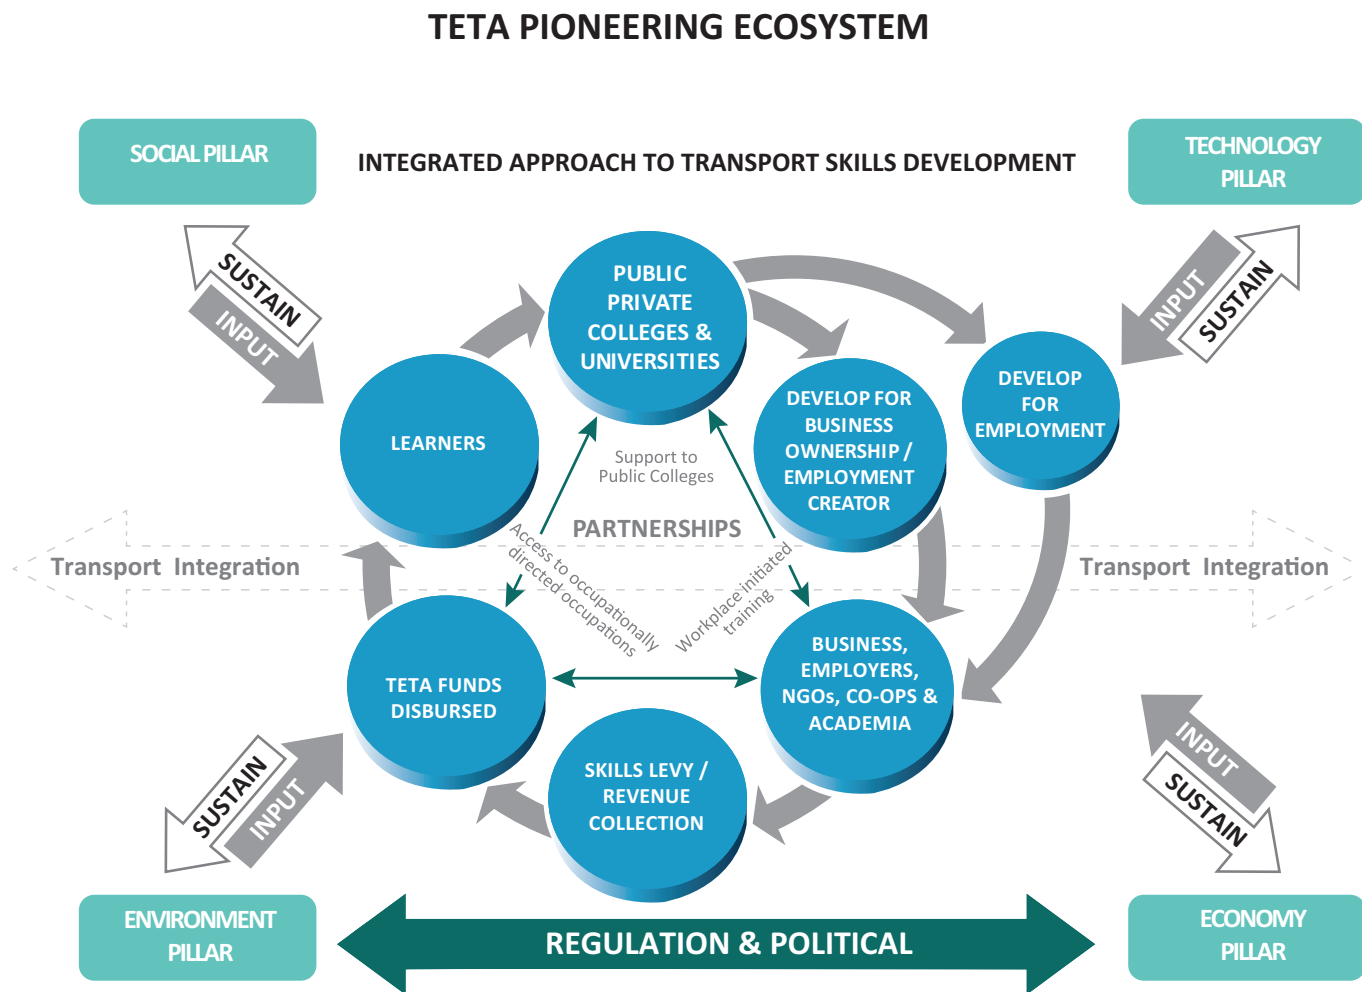 TETA PIONEERING ECOSYSTEM
SOCIAL PILLAR
INTEGRATED APPROACH TO TRANSPORT SKILLS DEVELOPMENT
TECHNOLOGY
PILLAR
SUSTAIN
INPUT
INPUT
SUSTAIN
PUBLIC
PRIVATE
COLLEGES &
UNIVERSITIES
LEARNERS
DEVELOP FOR
BUSINESS
OWNERSHIP /
EMPLOYMENT
CREATOR
DEVELOP
FOR
EMPLOYMENT
Support to
Public Colleges
PARTNERSHIPS
Access to occupationally
directed occupations
Workplace initiated
training
Transport Integration
Transport Integration
TETA FUNDS
DISBURSED
BUSINESS,
EMPLOYERS,
NGOs, CO-OPS &
ACADEMIA
SKILLS LEVY /
REVENUE
COLLECTION
SUSTAIN
INPUT
INPUT
SUSTAIN
ENVIRONMENT
PILLAR
REGULATION & POLITICAL
ECONOMY
PILLAR